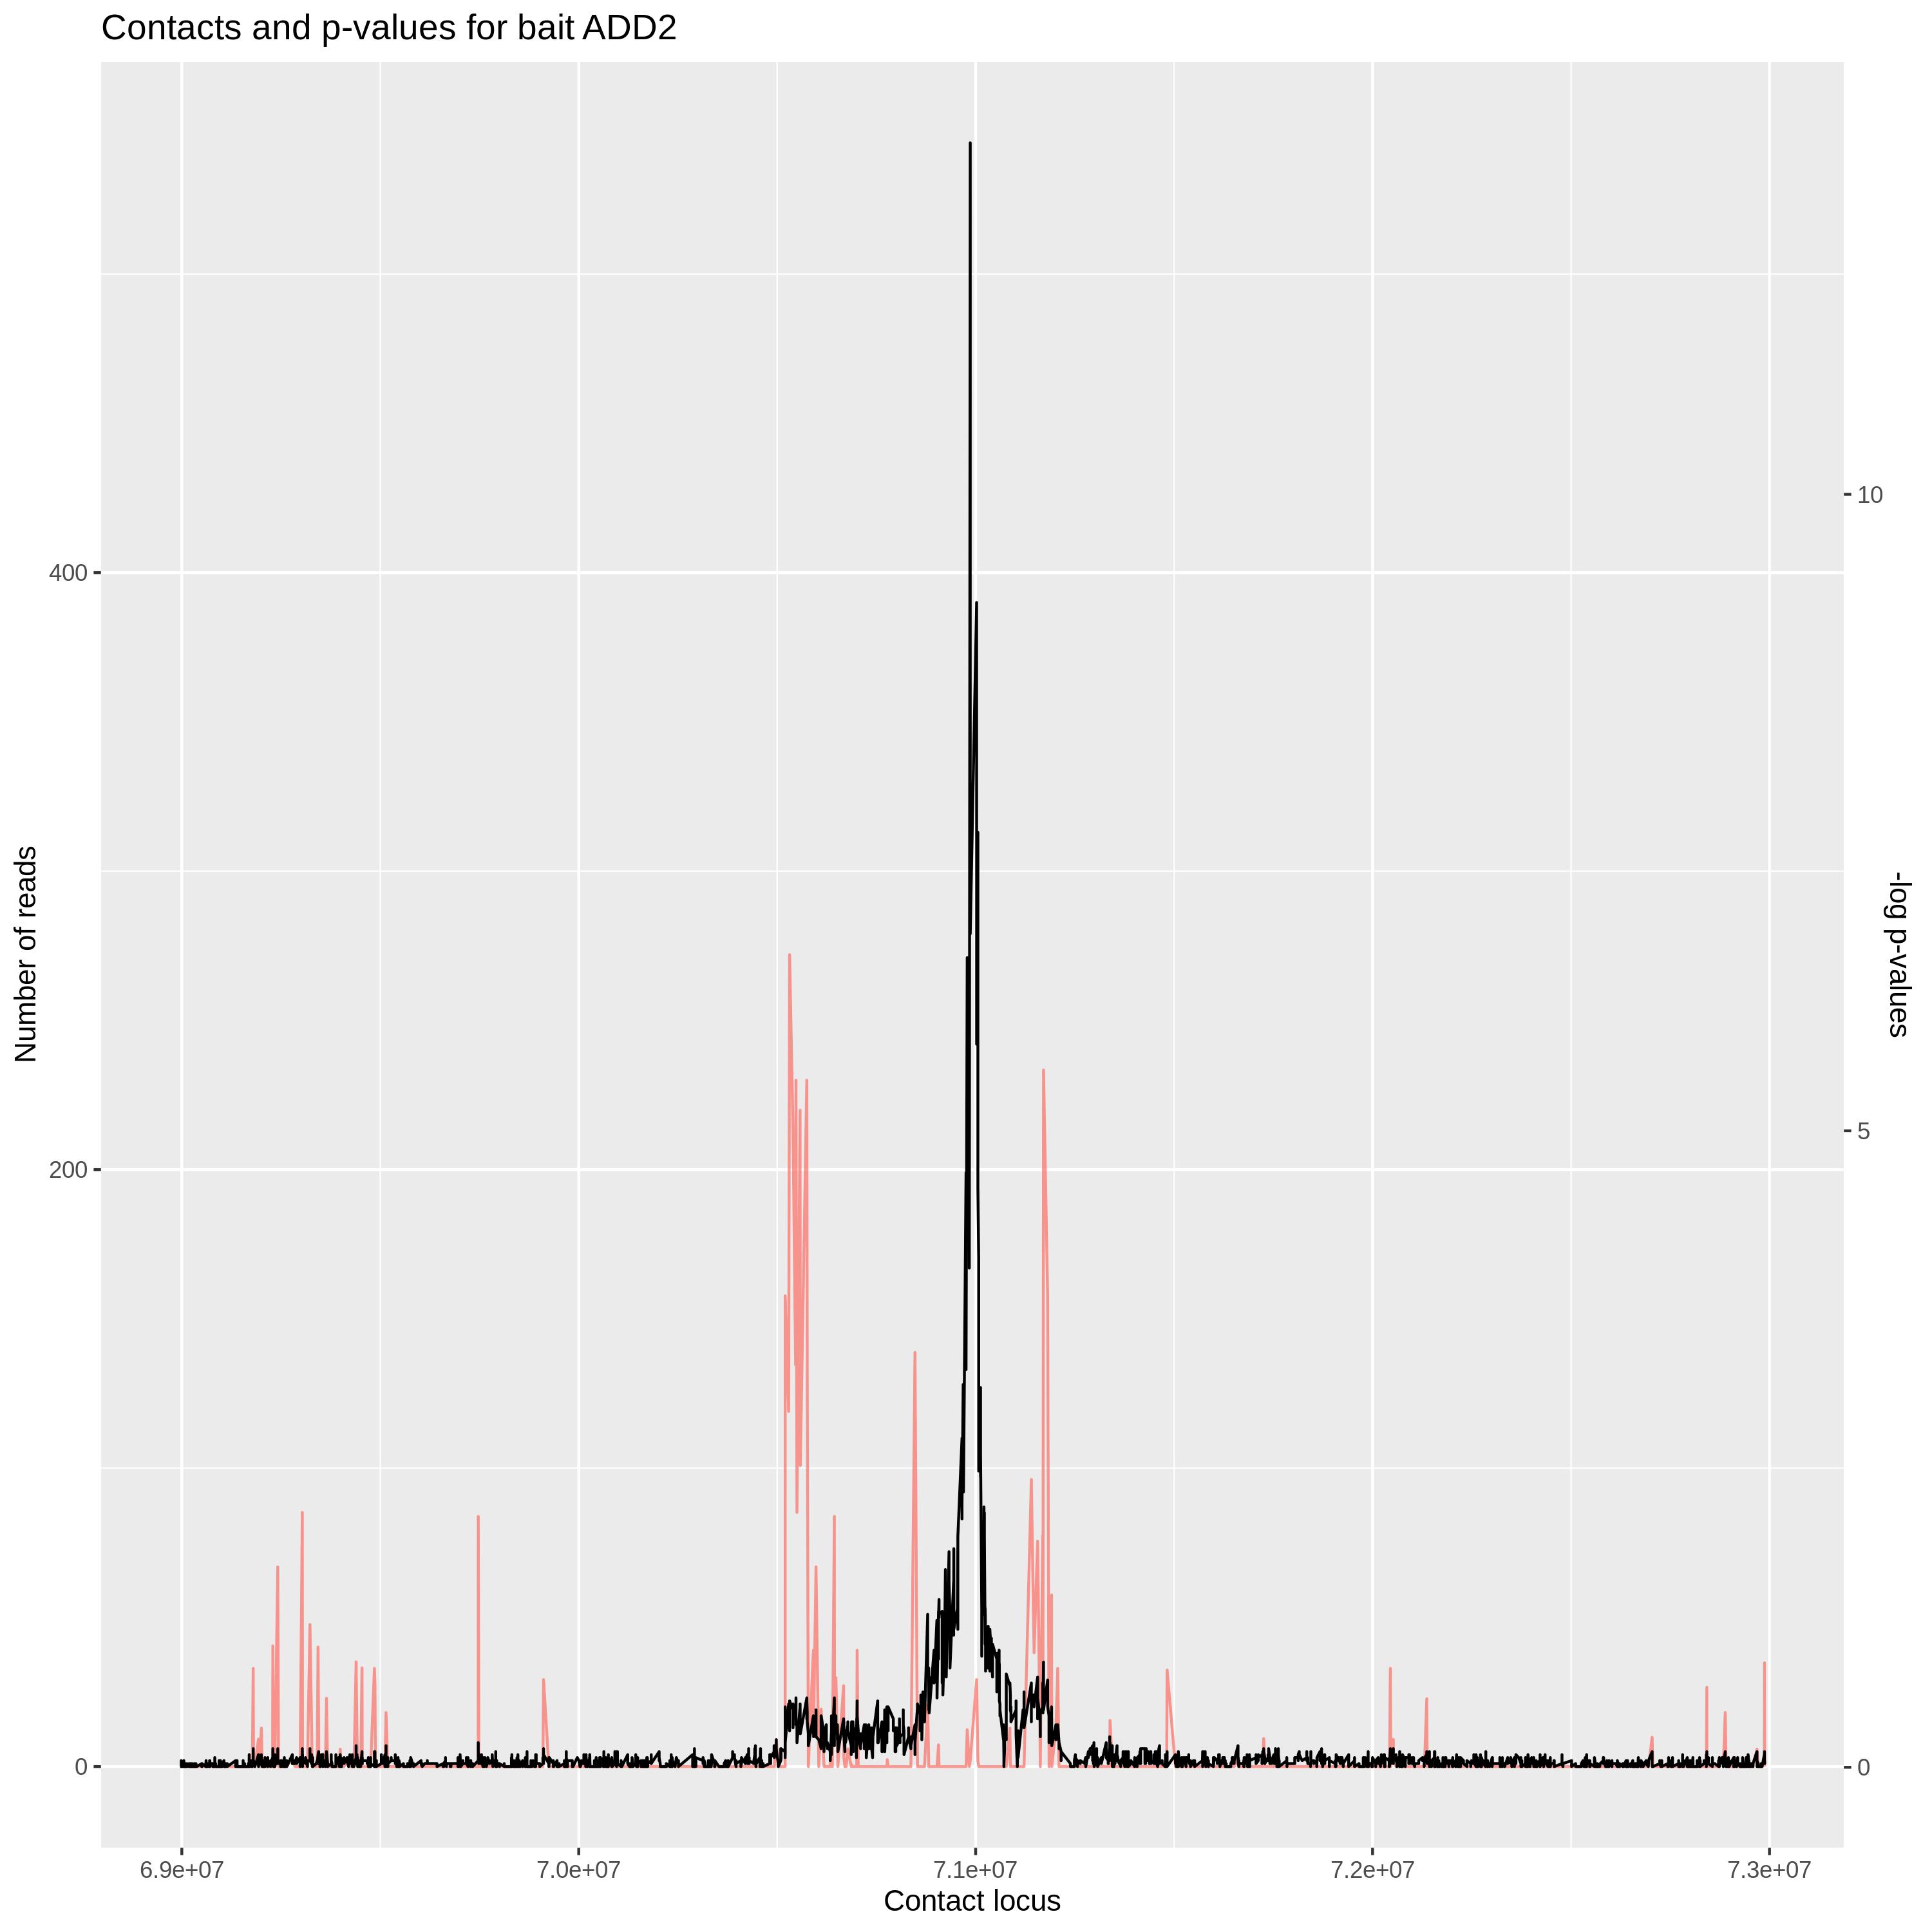 Contacts and p-values for bait ADD2
Number of reads
400
200
0
10
5
0
-log p-values
6.9e+07
7.0e+07
7.1e+07
7.2e+07
7.3e+07
Contact locus